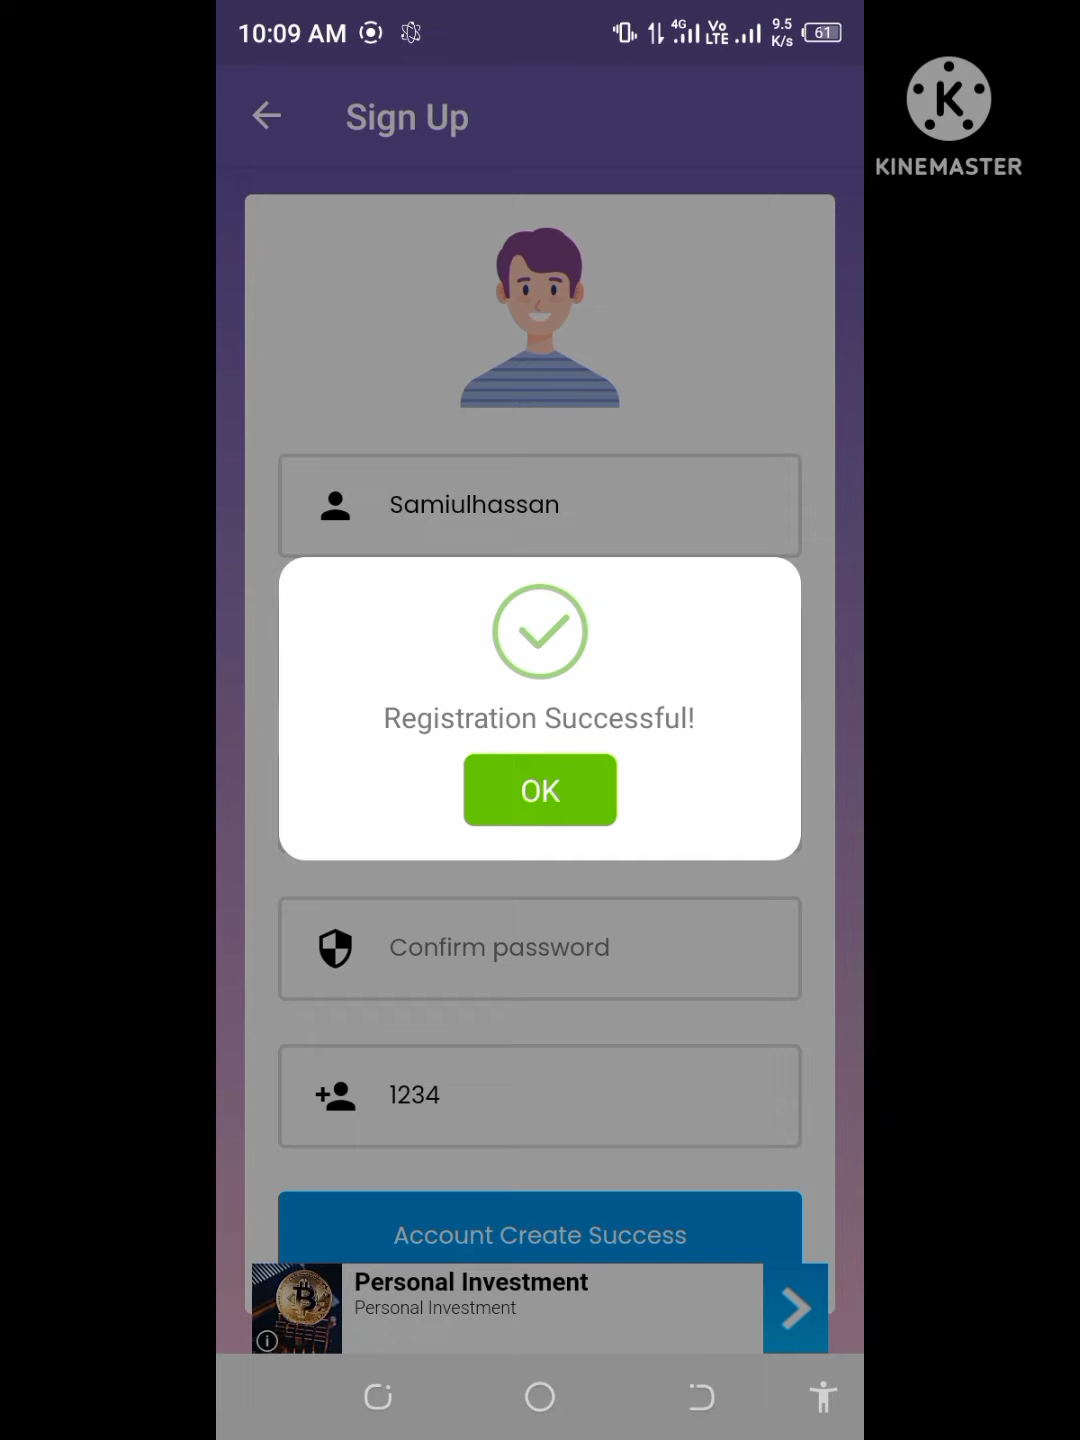 10:09 AM
4G
Vo
LTE
9.5
K/s
61
K
KINEMASTER
Sign Up
Samiulhassan
Registration Successful!
OK
Confirm password
1234
Account Create Success
Personal Investment
Personal Investment